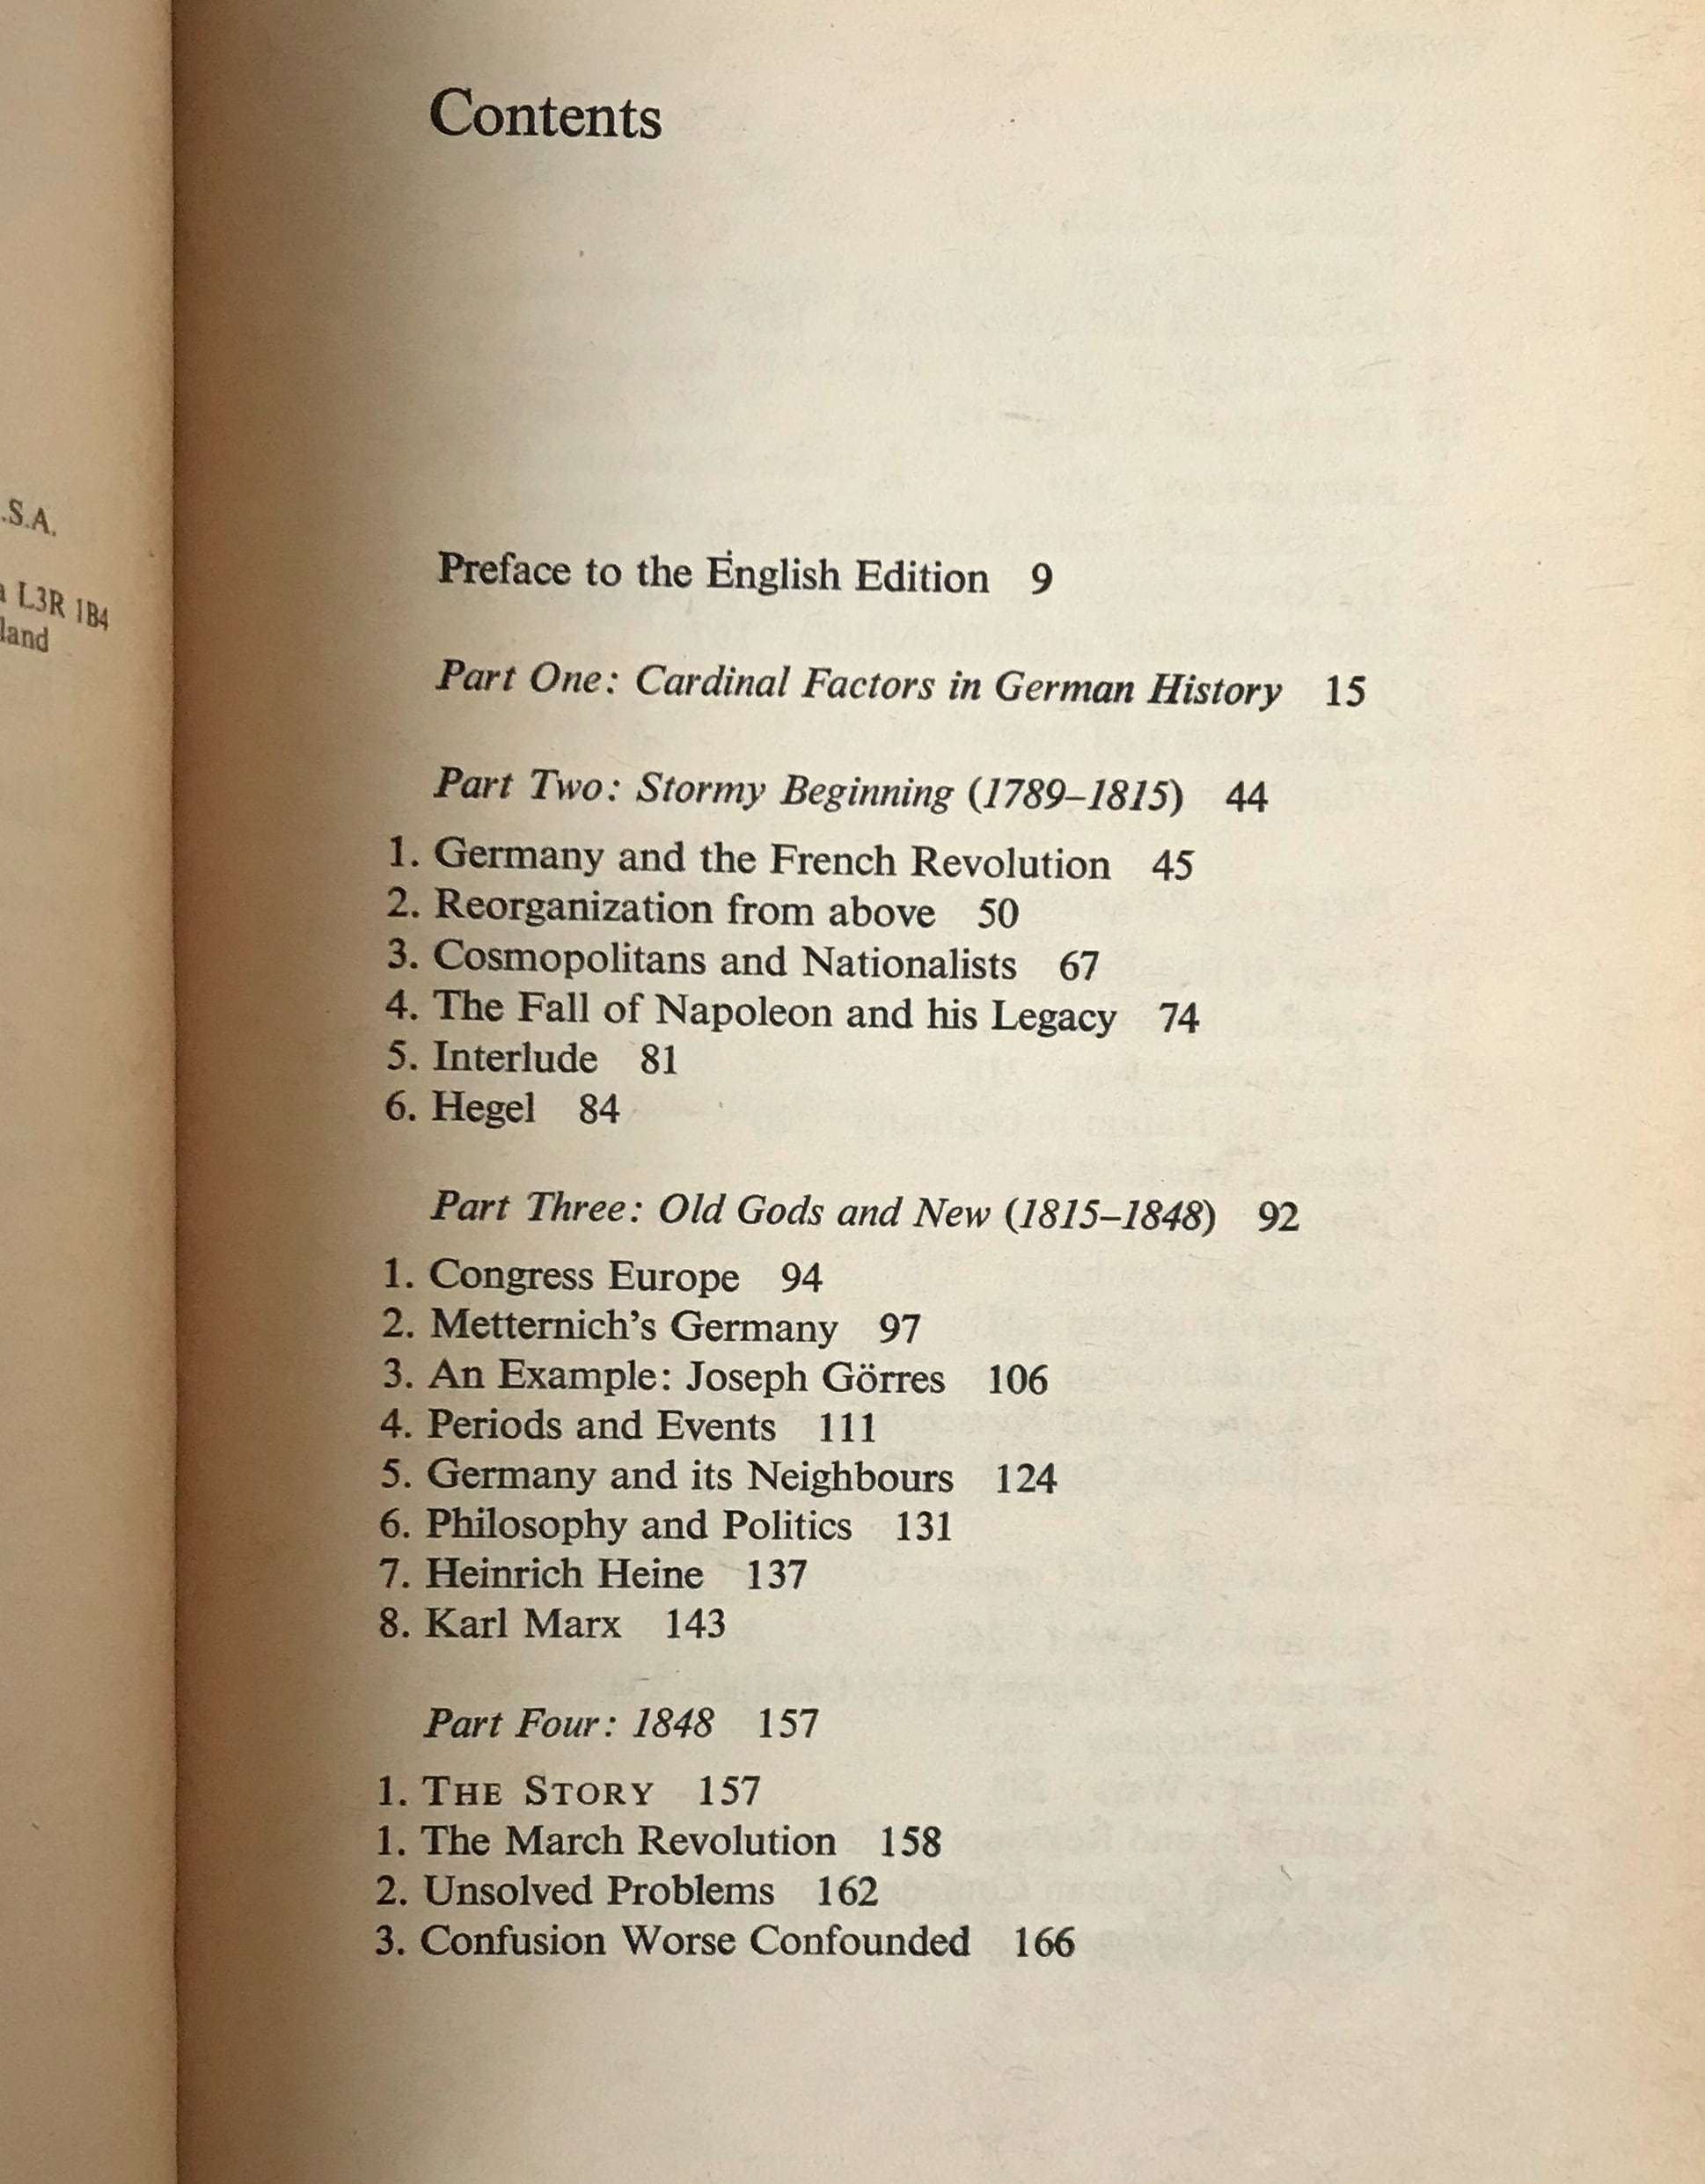 .S.A.
L3R 1B4
land
Contents
Preface to the English Edition 9
Part One: Cardinal Factors in German History 15
Part Two: Stormy Beginning (1789–1815) 44
1. Germany and the French Revolution 45
2. Reorganization from above 50
3. Cosmopolitans and Nationalists 67
4. The Fall of Napoleon and his Legacy 74
5. Interlude 81
6. Hegel 84
Part Three: Old Gods and New (1815–1848) 92
1. Congress Europe 94
2. Metternich’s Germany 97
3. An Example: Joseph Görres 106
4. Periods and Events 111
5. Germany and its Neighbours 124
6. Philosophy and Politics 131
7. Heinrich Heine 137
8. Karl Marx 143
Part Four: 1848 157
1. THE STORY 157
1. The March Revolution 158
2. Unsolved Problems 162
3. Confusion Worse Confounded 166